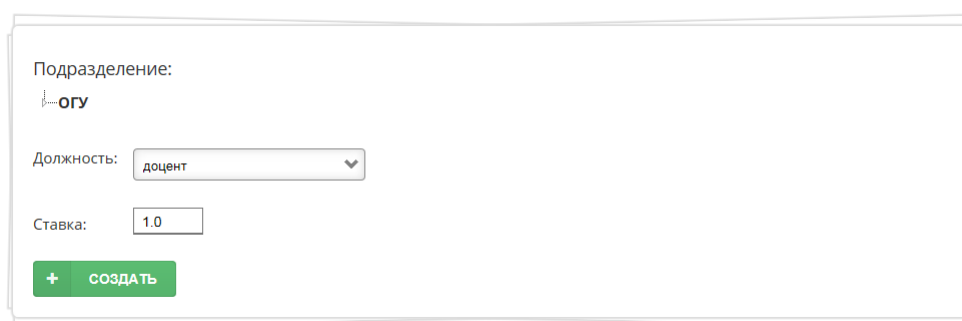 Подразделение:
ОГУ
Должность: доцент
Ставка: 1.0
+ СОЗДАТЬ